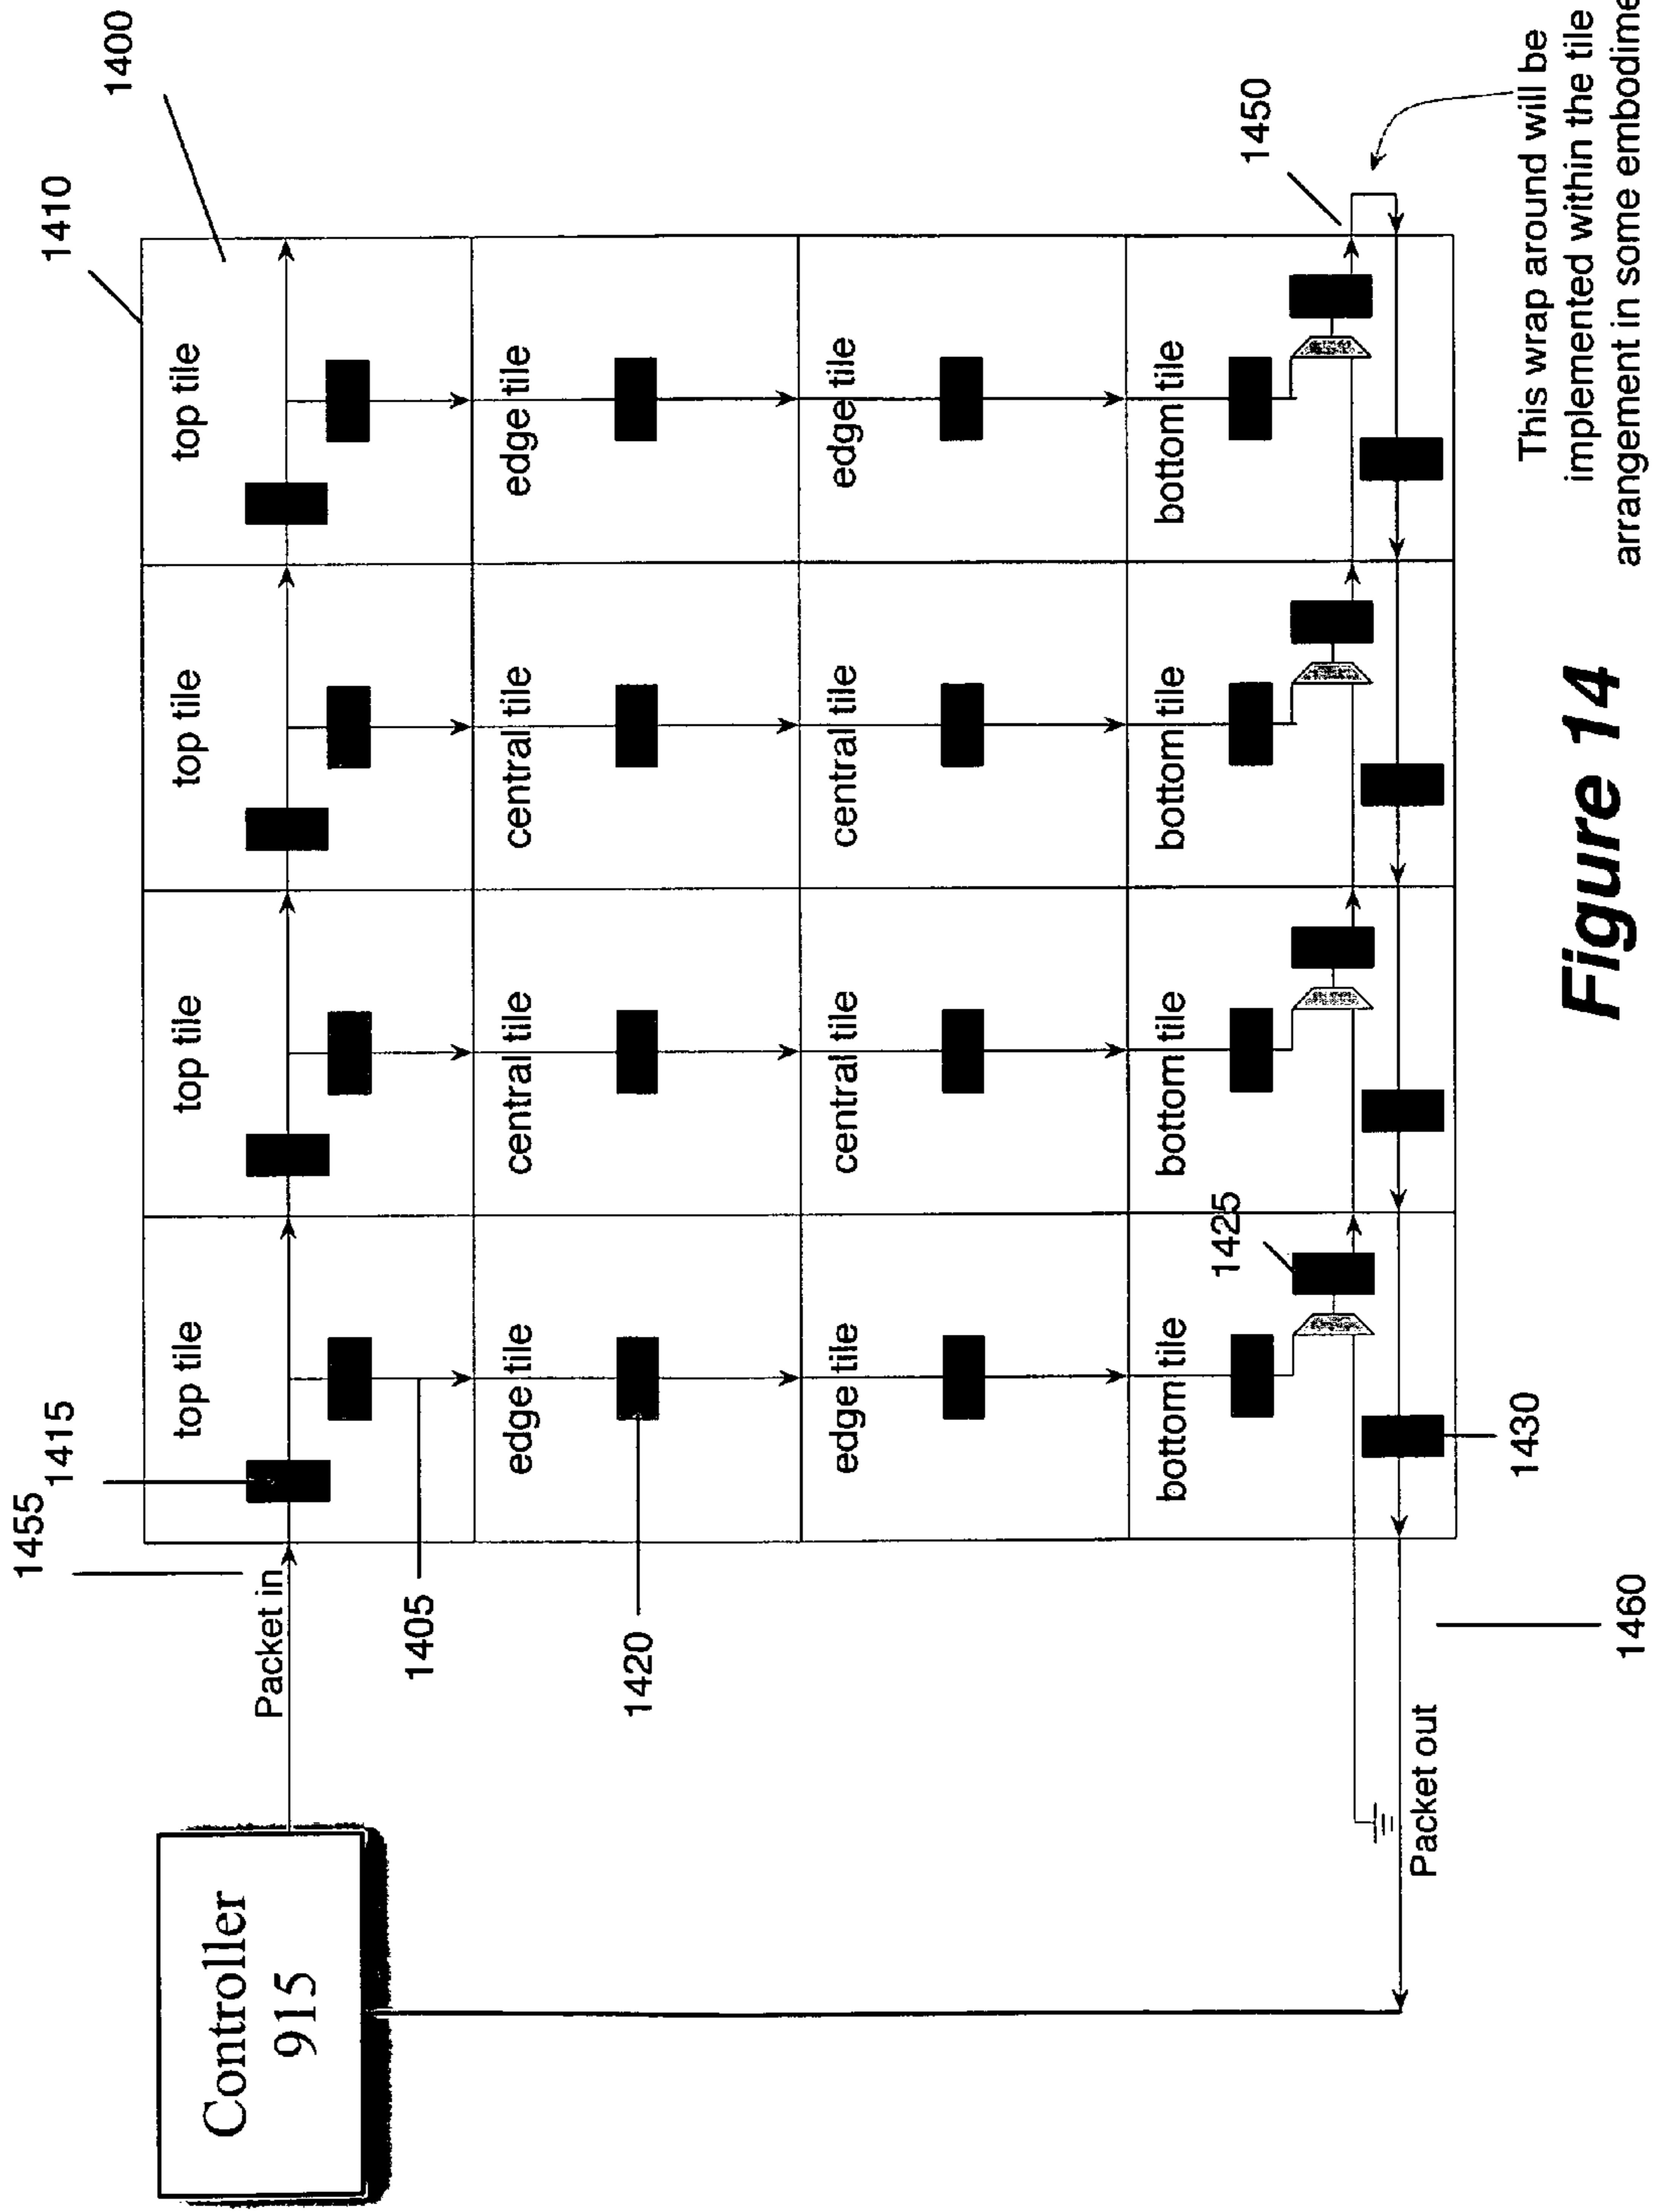 1455
1415
1410
1400
top tile
top tile
top tile
top tile
Controller
915
Packet in
1405
edge tile
central tile
central tile
edge tile
1420
edge tile
central tile
central tile
edge tile
bottom tile
bottom tile
bottom tile
bottom tile
1425
1450
Packet out
1430
1460
This wrap around will be
implemented within the tile
arrangement in some embodime
Figure 14